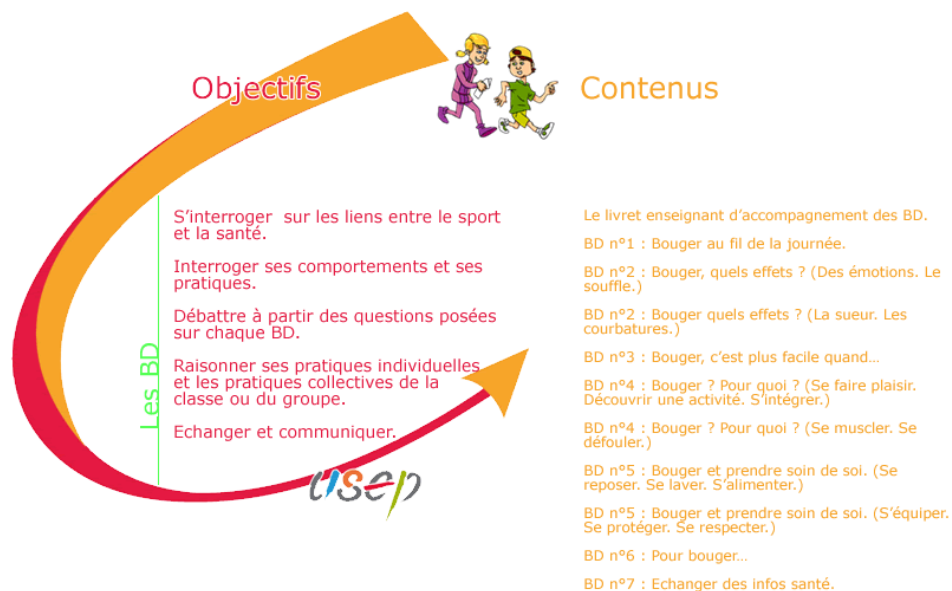 Objectifs
Contenus
Les BD
S'interroger sur les liens entre le sport
et la santé.
Interroger ses comportements et ses
pratiques.
Débattre à partir des questions posées
sur chaque BD.
Raisonner ses pratiques individuelles
et les pratiques collectives de la
classe ou du groupe.
Echanger et communiquer.
usep
Le livret enseignant d'accompagnement des BD.
BD n°1 : Bouger au fil de la journée.
BD n°2 : Bouger, quels effets ? (Des émotions. Le
souffle.)
BD n°2 : Bouger quels effets ? (La sueur. Les
courbatures.)
BD n°3 : Bouger, c'est plus facile quand...
BD n°4 : Bouger ? Pour quoi ? (Se faire plaisir.
Découvrir une activité. S'intégrer.)
BD n°4 : Bouger ? Pour quoi ? (Se muscler. Se
défouler.)
BD n°5 : Bouger et prendre soin de soi. (Se
reposer. Se laver. S'alimenter.)
BD n°5 : Bouger et prendre soin de soi. (S'équiper.
Se protéger. Se respecter.)
BD n°6 : Pour bouger...
BD n°7 : Echanger des infos santé.